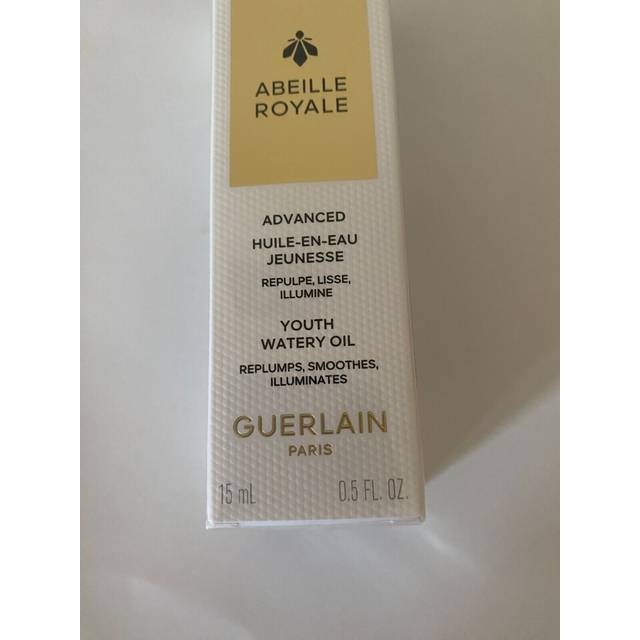 ABEILLE
ROYALE
ADVANCED
HUILE-EN-EAU
JEUNESSE
REPULPE, LISSE,
ILLUMINE
YOUTH
WATERY OIL
REPLUMPS, SMOOTHES,
ILLUMINATES
GUERLAIN
PARIS
15 mL 0.5 FL. OZ.